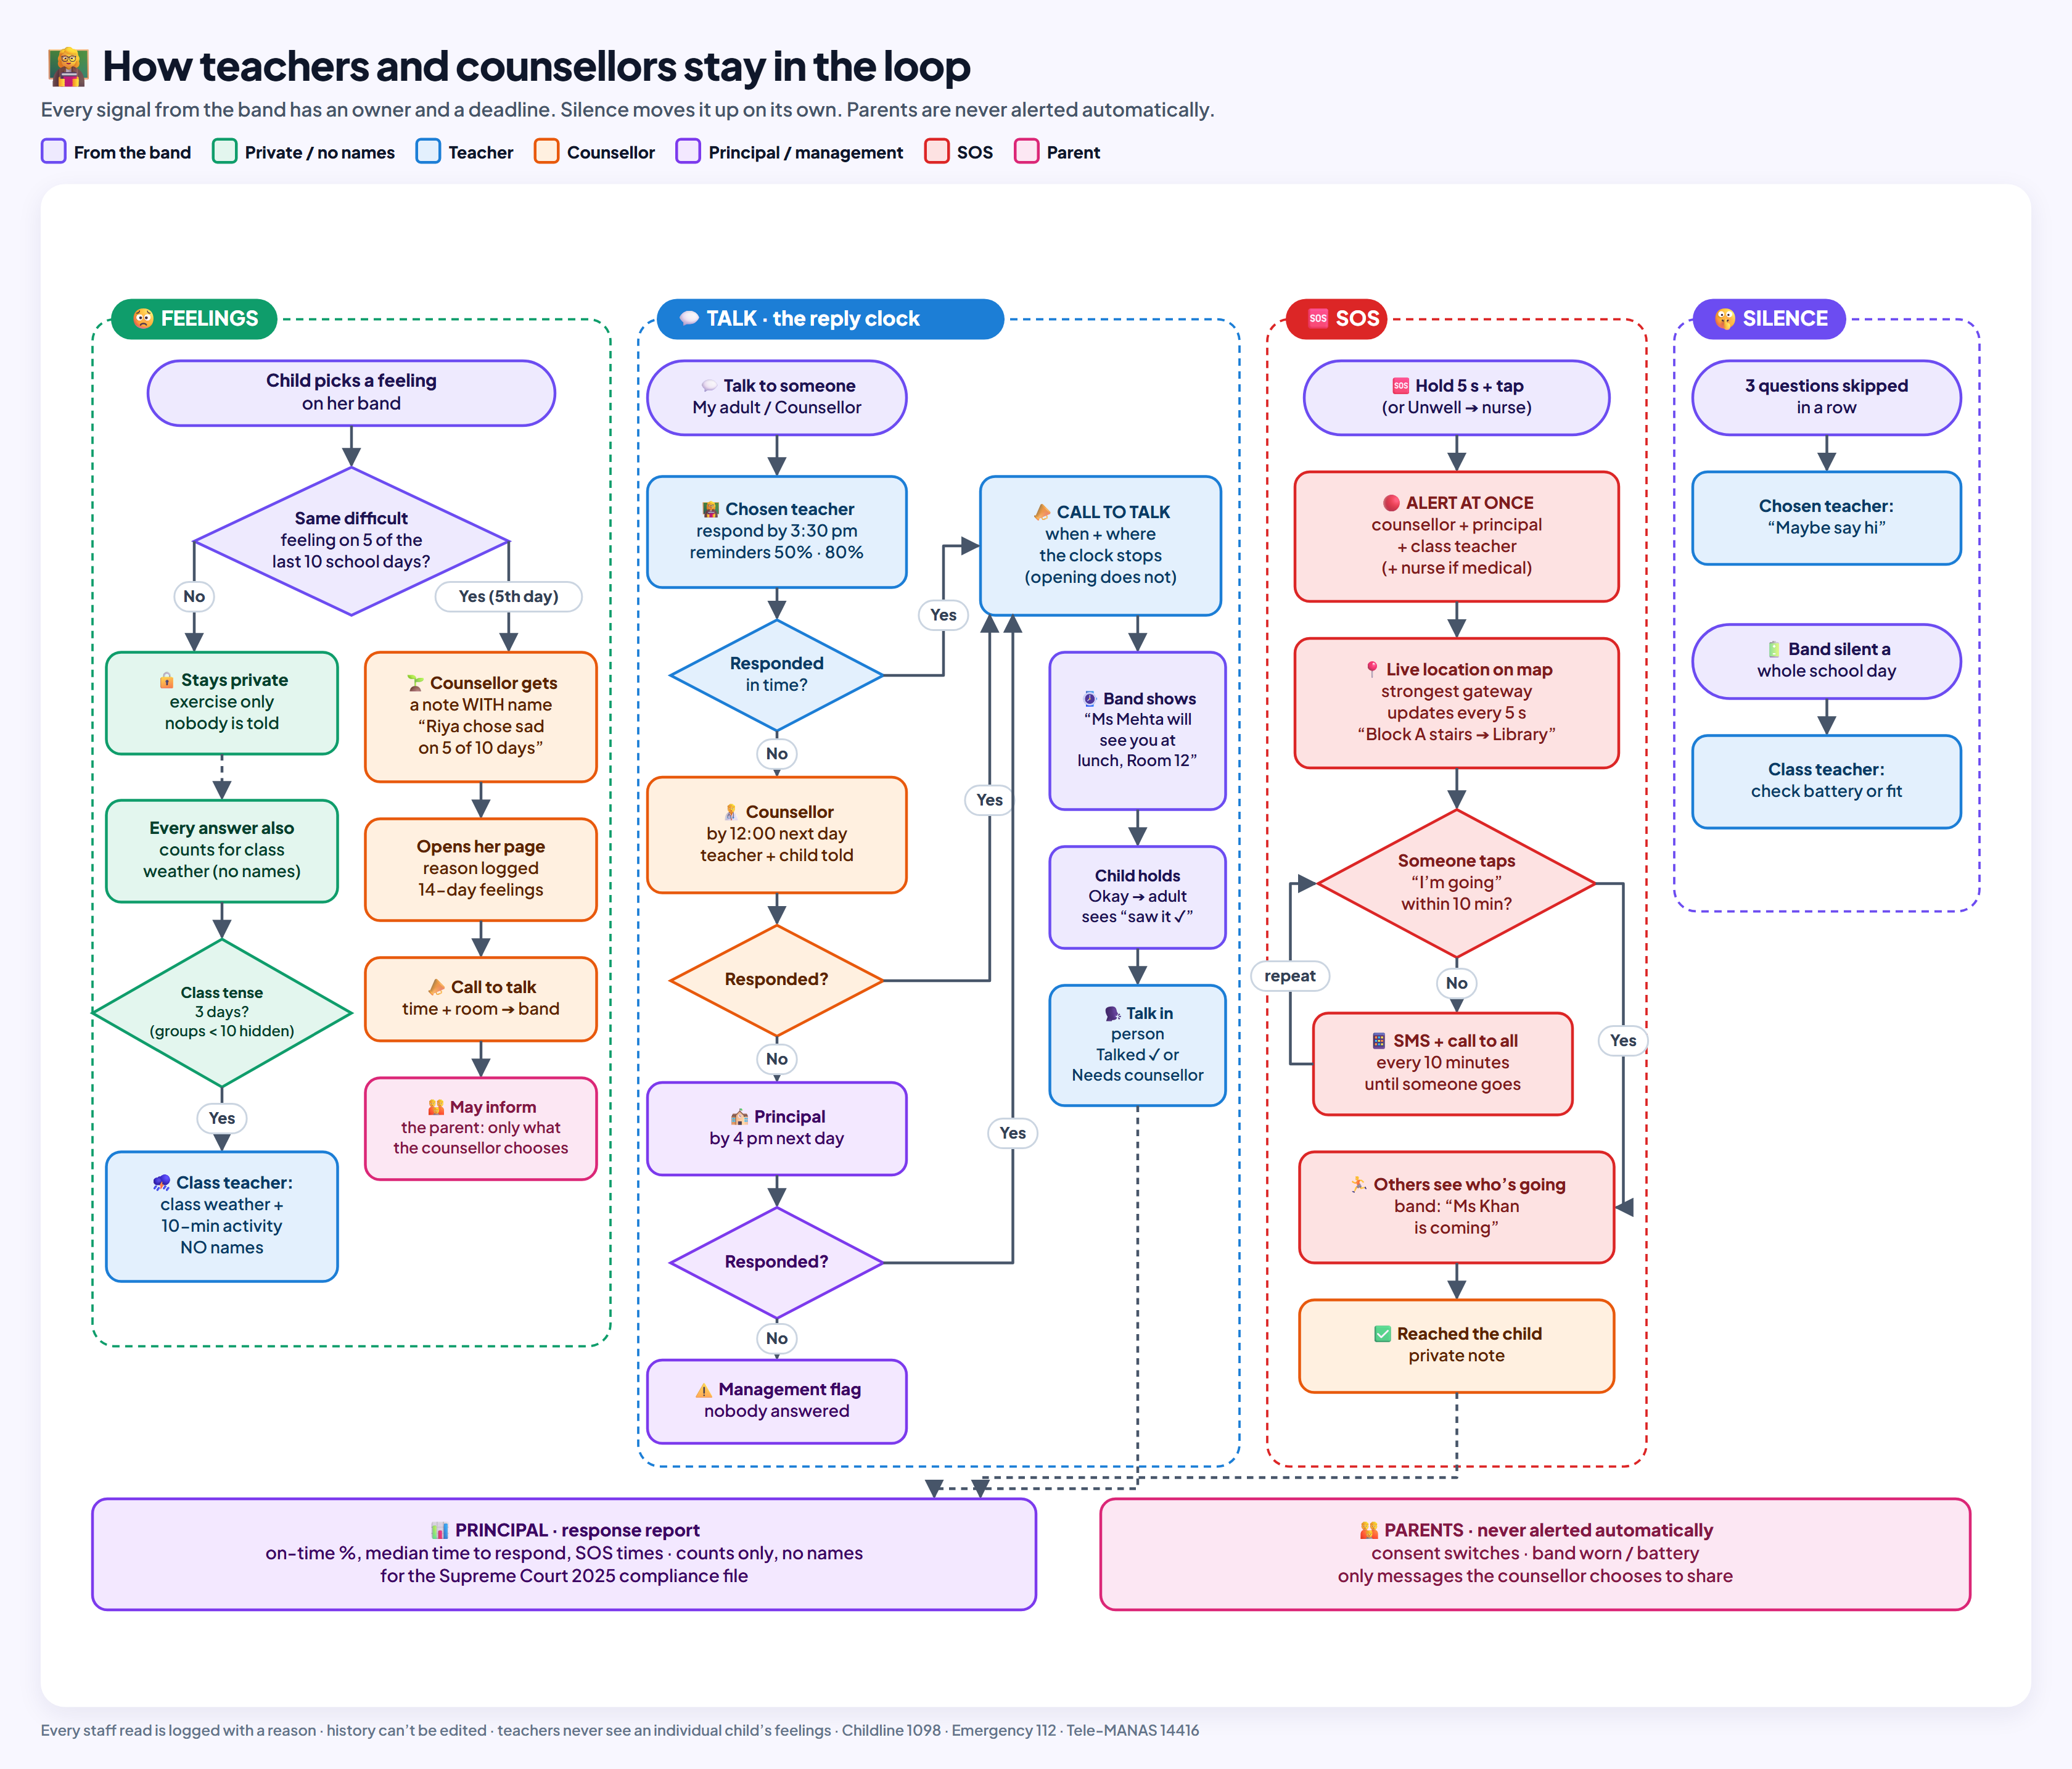 How teachers and counsellors stay in the loop
Every signal from the band has an owner and a deadline. Silence moves it up on its own. Parents are never alerted automatically.
From the band
Private / no names
Teacher
Counsellor
Principal / management
SOS
Parent
FEELINGS
Child picks a feeling
on her band
Same difficult
feeling on 5 of the
last 10 school days?
No
Yes (5th day)
Stays private
exercise only
nobody is told
Counsellor gets
a note WITH name
“Riya chose sad
on 5 of 10 days”
Every answer also
counts for class
weather (no names)
Opens her page
reason logged
14-day feelings
Class tense
3 days?
(groups < 10 hidden)
Call to talk
time + room → band
Yes
May inform
the parent: only what
the counsellor chooses
Class teacher:
class weather +
10-min activity
NO names
TALK · the reply clock
Talk to someone
My adult / Counsellor
Chosen teacher
respond by 3:30 pm
reminders 50% · 80%
Responded
in time?
Yes
No
Counsellor
by 12:00 next day
teacher + child told
Responded?
Yes
No
Principal
by 4 pm next day
Responded?
Yes
No
Management flag
nobody answered
CALL TO TALK
when + where
the clock stops
(opening does not)
Band shows
“Ms Mehta will
see you at
lunch, Room 12”
Child holds
Okay → adult
sees “saw it ✓”
Talk in
person
Talked ✓ or
Needs counsellor
SOS SOS
SOS Hold 5 s + tap
(or Unwell → nurse)
ALERT AT ONCE
counsellor + principal
+ class teacher
(+ nurse if medical)
Live location on map
strongest gateway
updates every 5 s
“Block A stairs → Library”
Someone taps
“I’m going”
within 10 min?
repeat
No
Yes
SMS + call to all
every 10 minutes
until someone goes
Others see who’s going
band: “Ms Khan
is coming”
Reached the child
private note
SILENCE
3 questions skipped
in a row
Chosen teacher:
“Maybe say hi”
Band silent a
whole school day
Class teacher:
check battery or fit
PRINCIPAL · response report
on-time %, median time to respond, SOS times · counts only, no names
for the Supreme Court 2025 compliance file
PARENTS · never alerted automatically
consent switches · band worn / battery
only messages the counsellor chooses to share
Every staff read is logged with a reason · history can’t be edited · teachers never see an individual child’s feelings · Childline 1098 · Emergency 112 · Tele-MANAS 14416